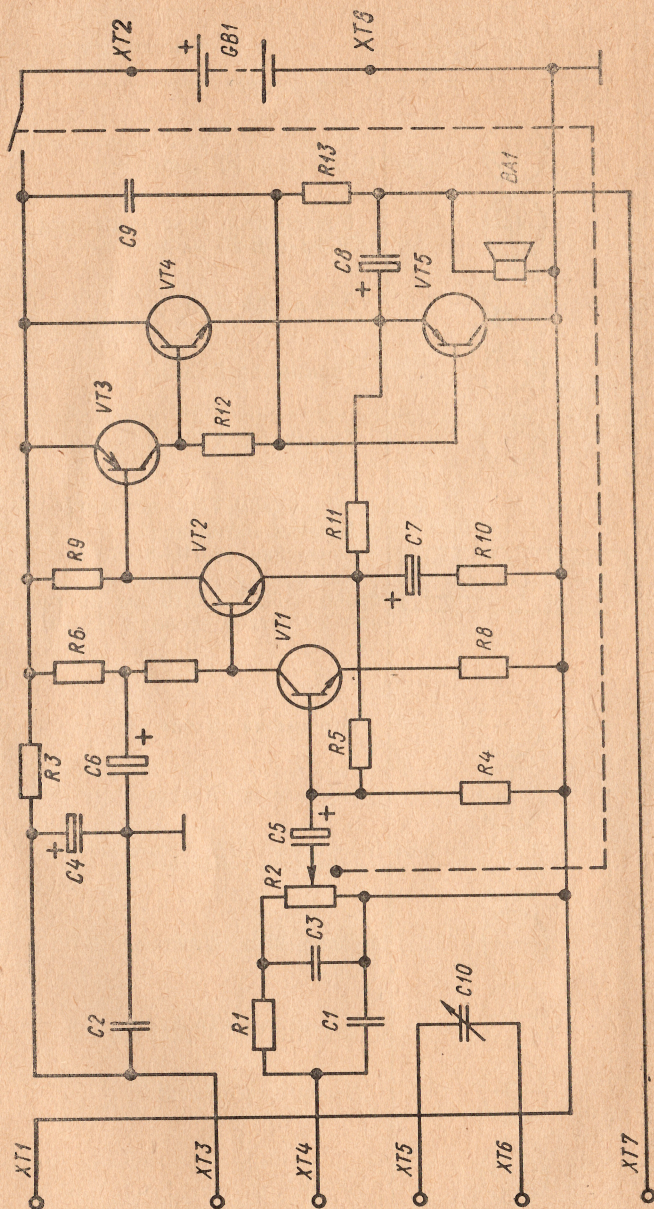 XT1
XT3
XT4
XT5
XT6
XT7
C2
C4
+
R3
C6
+
R6
R9
VT3
VT4
C9
XT2
+
GB1
XT6
R1
C3
C1
R2
C5
+
VT1
VT2
R12
R11
R5
C7
+
C8
+
R13
VT5
BA1
C10
R4
R8
R10